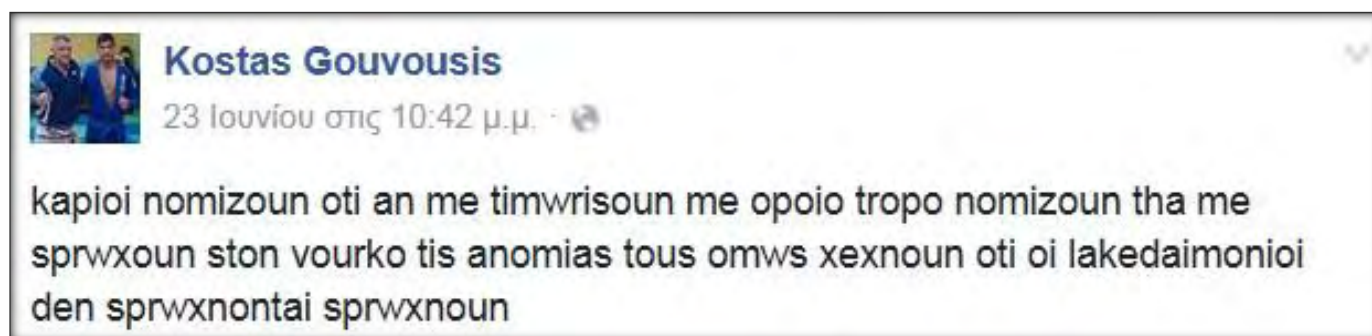 Kostas Gouvousis
23 Ιουνίου στις 10:42 μ.μ. ·
kapioi nomizoun oti an me timwrisoun me opoio tropo nomizoun tha me
sprwxoun ston vourko tis anomias tous omws xexnoun oti oi lakedaimonioi
den sprwxnontai sprwxnoun